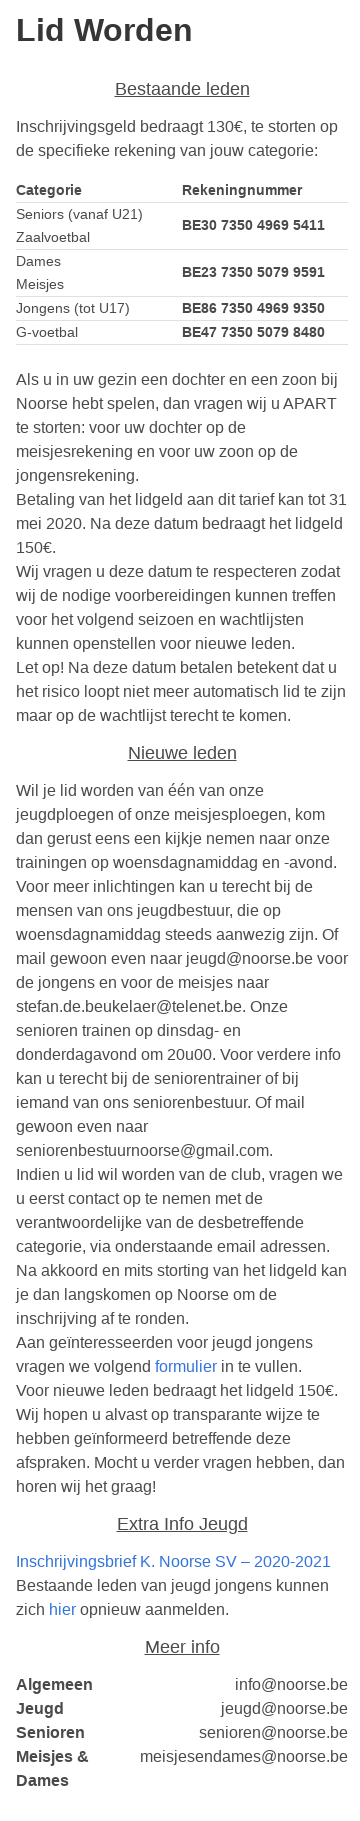 Lid Worden
Bestaande leden
Inschrijvingsgeld bedraagt 130€, te storten op
de specifieke rekening van jouw categorie:
Categorie Rekeningnummer
Seniors (vanaf U21)
Zaalvoetbal
BE30 7350 4969 5411
Dames
Meisjes
BE23 7350 5079 9591
Jongens (tot U17) BE86 7350 4969 9350
G-voetbal BE47 7350 5079 8480
Als u in uw gezin een dochter en een zoon bij
Noorse hebt spelen, dan vragen wij u APART
te storten: voor uw dochter op de
meisjesrekening en voor uw zoon op de
jongensrekening.
Betaling van het lidgeld aan dit tarief kan tot 31
mei 2020. Na deze datum bedraagt het lidgeld
150€.
Wij vragen u deze datum te respecteren zodat
wij de nodige voorbereidingen kunnen treffen
voor het volgend seizoen en wachtlijsten
kunnen openstellen voor nieuwe leden.
Let op! Na deze datum betalen betekent dat u
het risico loopt niet meer automatisch lid te zijn
maar op de wachtlijst terecht te komen.
Nieuwe leden
Wil je lid worden van één van onze
jeugdploegen of onze meisjesploegen, kom
dan gerust eens een kijkje nemen naar onze
trainingen op woensdagnamiddag en -avond.
Voor meer inlichtingen kan u terecht bij de
mensen van ons jeugdbestuur, die op
woensdagnamiddag steeds aanwezig zijn. Of
mail gewoon even naar jeugd@noorse.be voor
de jongens en voor de meisjes naar
stefan.de.beukelaer@telenet.be. Onze
senioren trainen op dinsdag- en
donderdagavond om 20u00. Voor verdere info
kan u terecht bij de seniorentrainer of bij
iemand van ons seniorenbestuur. Of mail
gewoon even naar
seniorenbestuurnoorse@gmail.com.
Indien u lid wil worden van de club, vragen we
u eerst contact op te nemen met de
verantwoordelijke van de desbetreffende
categorie, via onderstaande email adressen.
Na akkoord en mits storting van het lidgeld kan
je dan langskomen op Noorse om de
inschrijving af te ronden.
Aan geïnteresseerden voor jeugd jongens
vragen we volgend formulier in te vullen.
Voor nieuwe leden bedraagt het lidgeld 150€.
Wij hopen u alvast op transparante wijze te
hebben geïnformeerd betreffende deze
afspraken. Mocht u verder vragen hebben, dan
horen wij het graag!
Extra Info Jeugd
Inschrijvingsbrief K. Noorse SV – 2020-2021
Bestaande leden van jeugd jongens kunnen
zich hier opnieuw aanmelden.
Meer info
Algemeen info@noorse.be
Jeugd jeugd@noorse.be
Senioren senioren@noorse.be
Meisjes & meisjesendames@noorse.be
Dames